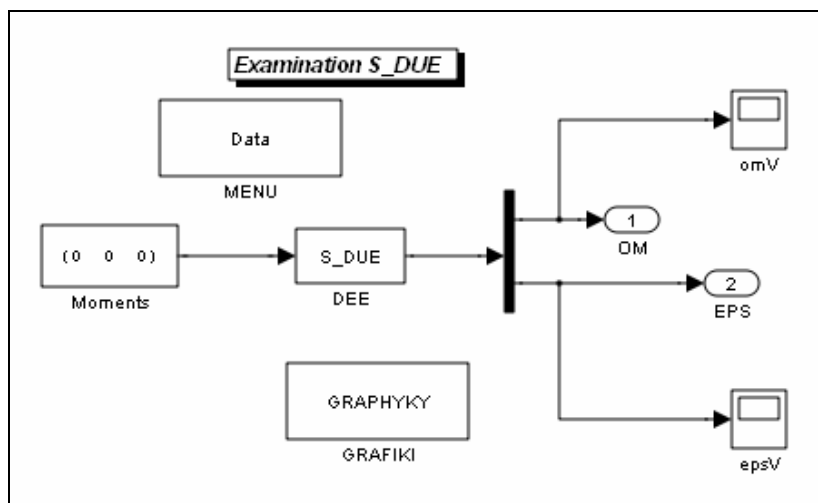 Examination S_DUE
Data
MENU
omV
(0 0 0)
Moments
S_DUE
DEE
1
OM
2
EPS
GRAPHYKY
GRAFIKI
epsV